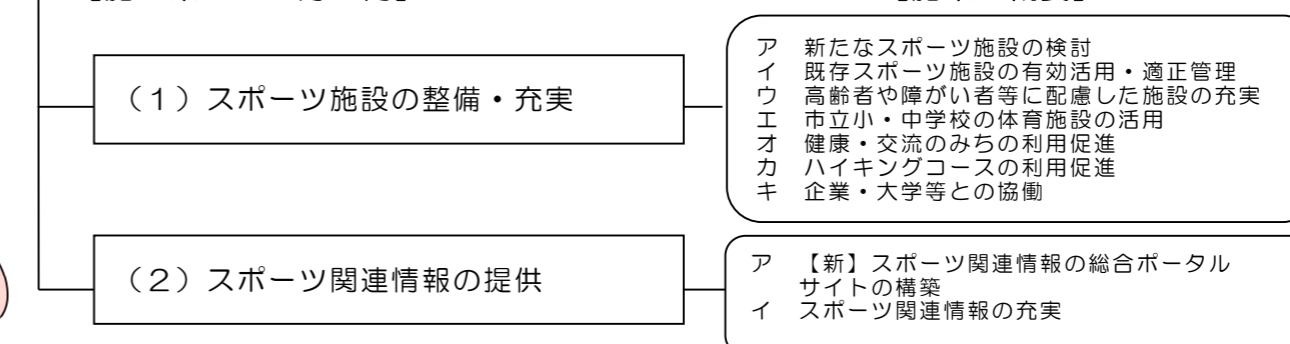 （１）スポーツ施設の整備・充実
ア　新たなスポーツ施設の検討
イ　既存スポーツ施設の有効活用・適正管理
ウ　高齢者や障がい者等に配慮した施設の充実
エ　市立小・中学校の体育施設の活用
オ　健康・交流のみちの利用促進
カ　ハイキングコースの利用促進
キ　企業・大学等との協働
（２）スポーツ関連情報の提供
ア　【新】スポーツ関連情報の総合ポータル
サイトの構築
イ　スポーツ関連情報の充実